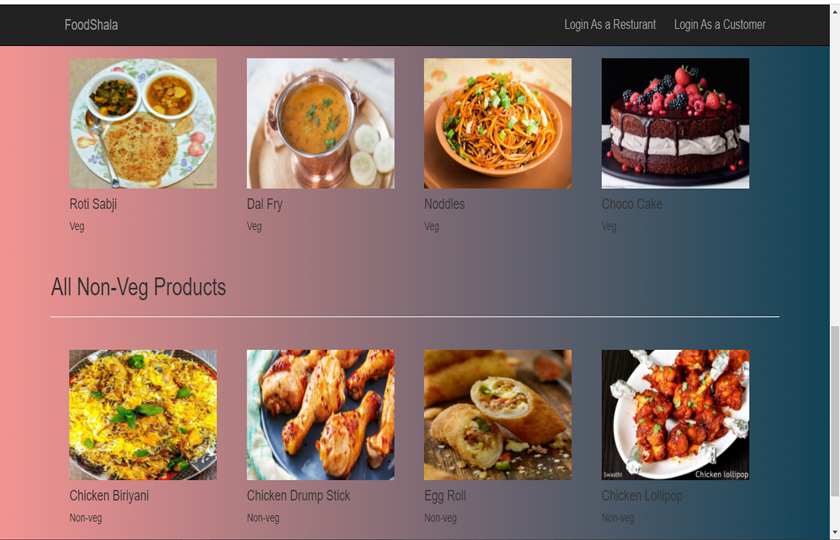 FoodShala Login As a Resturant Login As a Customer
Roti Sabji Dal Fry Noddles Choco Cake
Veg Veg Veg Veg
All Non-Veg Products
Swasthi Chicken lollipop
Chicken Biriyani Chicken Drump Stick Egg Roll Chicken Lollipop
Non-veg Non-veg Non-veg Non-veg